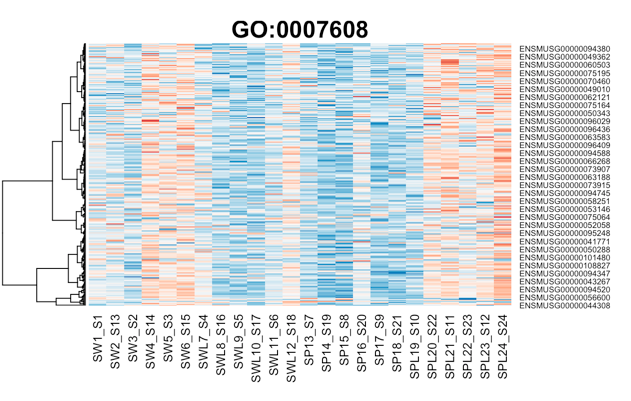 GO:0007608
ENSMUSG00000094380
ENSMUSG00000049362
ENSMUSG00000060503
ENSMUSG00000075195
ENSMUSG00000070460
ENSMUSG00000049010
ENSMUSG00000062121
ENSMUSG00000075164
ENSMUSG00000050343
ENSMUSG00000096029
ENSMUSG00000096436
ENSMUSG00000063583
ENSMUSG00000096409
ENSMUSG00000094588
ENSMUSG00000066268
ENSMUSG00000073907
ENSMUSG00000063188
ENSMUSG00000073915
ENSMUSG00000094745
ENSMUSG00000058251
ENSMUSG00000053146
ENSMUSG00000075064
ENSMUSG00000052058
ENSMUSG00000095248
ENSMUSG00000041771
ENSMUSG00000050288
ENSMUSG00000101480
ENSMUSG00000108827
ENSMUSG00000094347
ENSMUSG00000043267
ENSMUSG00000094520
ENSMUSG00000056600
ENSMUSG00000044308
SW1_S1
SW2_S13
SW3_S2
SW4_S14
SW5_S3
SW6_S15
SWL7_S4
SWL8_S16
SWL9_S5
SWL10_S17
SWL11_S6
SWL12_S18
SP13_S7
SP14_S19
SP15_S8
SP16_S20
SP17_S9
SP18_S21
SPL19_S10
SPL20_S22
SPL21_S11
SPL22_S23
SPL23_S12
SPL24_S24